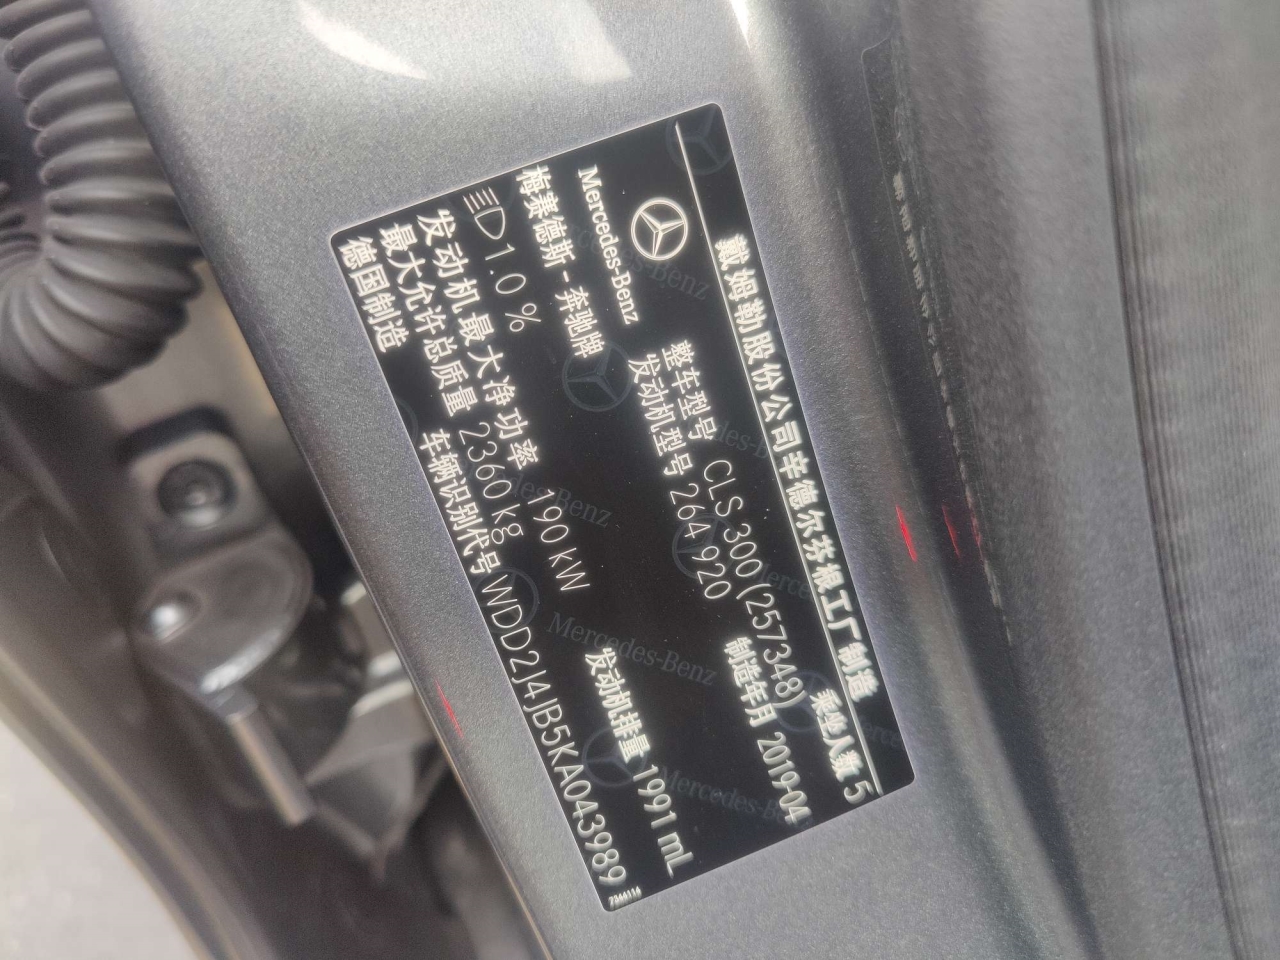 戴姆勒股份公司辛德尔芬根工厂制造
Mercedes-Benz
梅赛德斯-奔驰牌
整车型号 CLS 300 (257348) 乘坐人数 5
发动机型号 264 920 制造年月 2019-04
1.0 %
发动机最大净功率 190 kW 发动机排量 1991 mL
最大允许总质量 2360 kg
德国制造 车辆识别代号 WDD2J4JB5KA043989